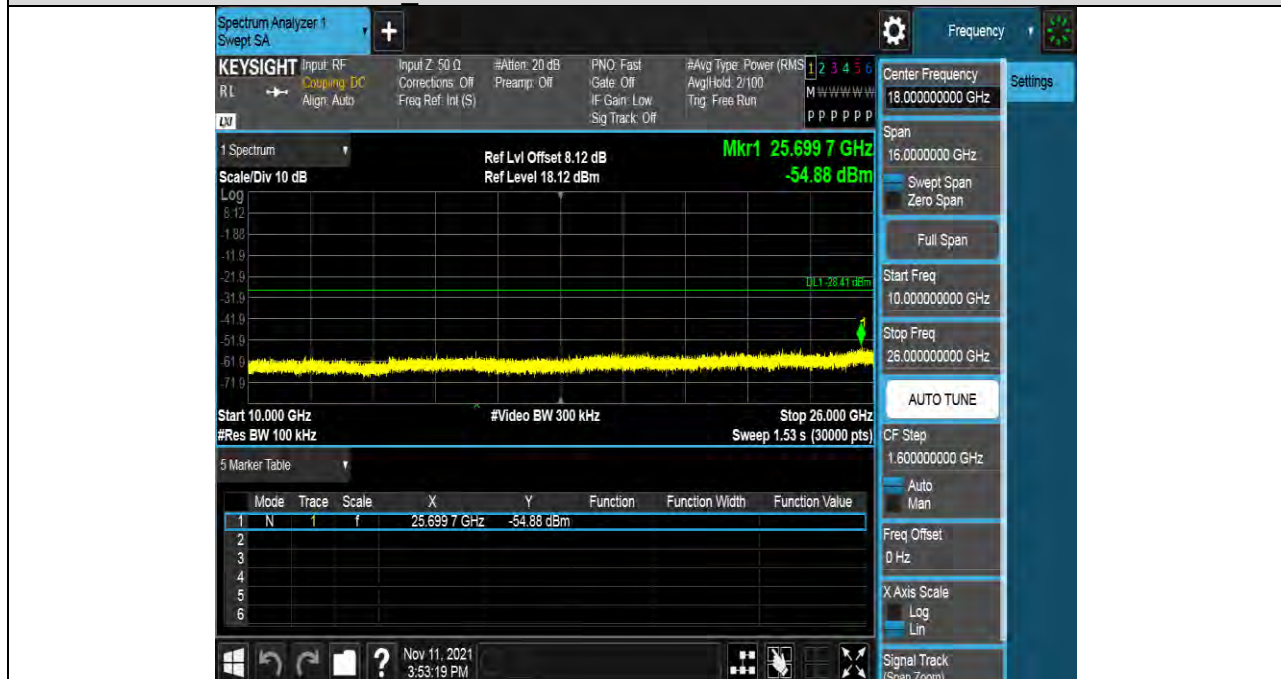 Spectrum Analyzer 1
Swept SA
+
Frequency
KEYSIGHT
RL
LXI
Input: RF
Coupling: DC
Align: Auto
Input Z: 50 Ω
Corrections: Off
Freq Ref: Int (S)
#Atten: 20 dB
Preamp: Off
PNO: Fast
Gate: Off
IF Gain: Low
Sig Track: Off
#Avg Type: Power (RMS
Avg|Hold: 2/100
Trig: Free Run
1 2 3 4 5 6
M W W W W W
P P P P P P
1 Spectrum
Scale/Div 10 dB
Ref Lvl Offset 8.12 dB
Ref Level 18.12 dBm
Mkr1 25.699 7 GHz
-54.88 dBm
Log
8.12
-1.88
-11.9
-21.9
-31.9
-41.9
-51.9
-61.9
-71.9
DL1 -28.41 dBm
1
Start 10.000 GHz
#Res BW 100 kHz
#Video BW 300 kHz
Stop 26.000 GHz
Sweep 1.53 s (30000 pts)
5 Marker Table
Mode Trace Scale X Y Function Function Width Function Value
1 N 1 f 25.699 7 GHz -54.88 dBm
2
3
4
5
6
?
Nov 11, 2021
3:53:19 PM
Center Frequency
18.000000000 GHz
Settings
Span
16.0000000 GHz
Swept Span
Zero Span
Full Span
Start Freq
10.000000000 GHz
Stop Freq
26.000000000 GHz
AUTO TUNE
CF Step
1.600000000 GHz
Auto
Man
Freq Offset
0 Hz
X Axis Scale
Log
Lin
Signal Track
(Span Zoom)